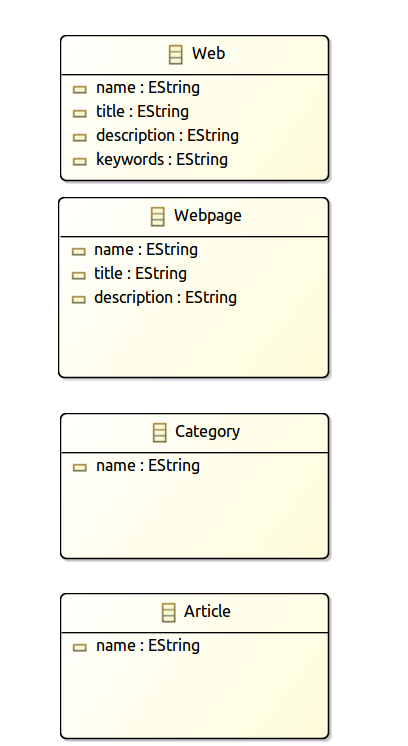 Web
name : EString
title : EString
description : EString
keywords : EString
Webpage
name : EString
title : EString
description : EString
Category
name : EString
Article
name : EString